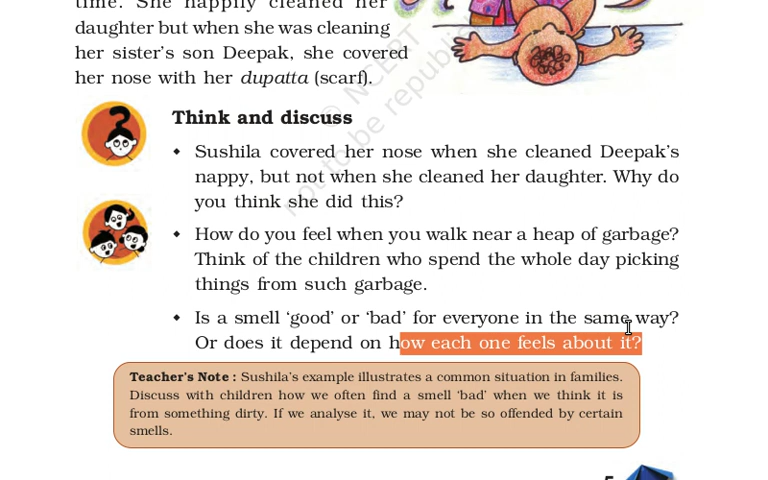 time. She happily cleaned her
daughter but when she was cleaning
her sister's son Deepak, she covered
her nose with her dupatta (scarf).
Think and discuss
◆ Sushila covered her nose when she cleaned Deepak's
nappy, but not when she cleaned her daughter. Why do
you think she did this?
◆ How do you feel when you walk near a heap of garbage?
Think of the children who spend the whole day picking
things from such garbage.
◆ Is a smell 'good' or 'bad' for everyone in the same way?
Or does it depend on how each one feels about it?
Teacher's Note : Sushila's example illustrates a common situation in families.
Discuss with children how we often find a smell 'bad' when we think it is
from something dirty. If we analyse it, we may not be so offended by certain
smells.
© NCERT
not to be republi